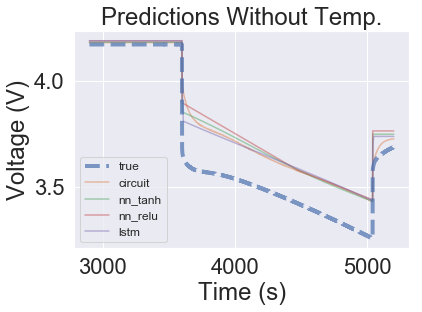 Predictions Without Temp.
Voltage (V)
4.0
3.5
true
circuit
nn_tanh
nn_relu
lstm
3000
4000
5000
Time (s)